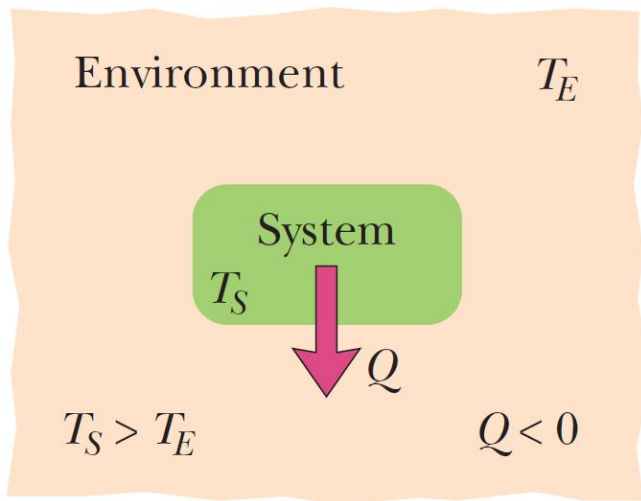 Environment T_E
System
T_S
Q
T_S > T_E Q < 0